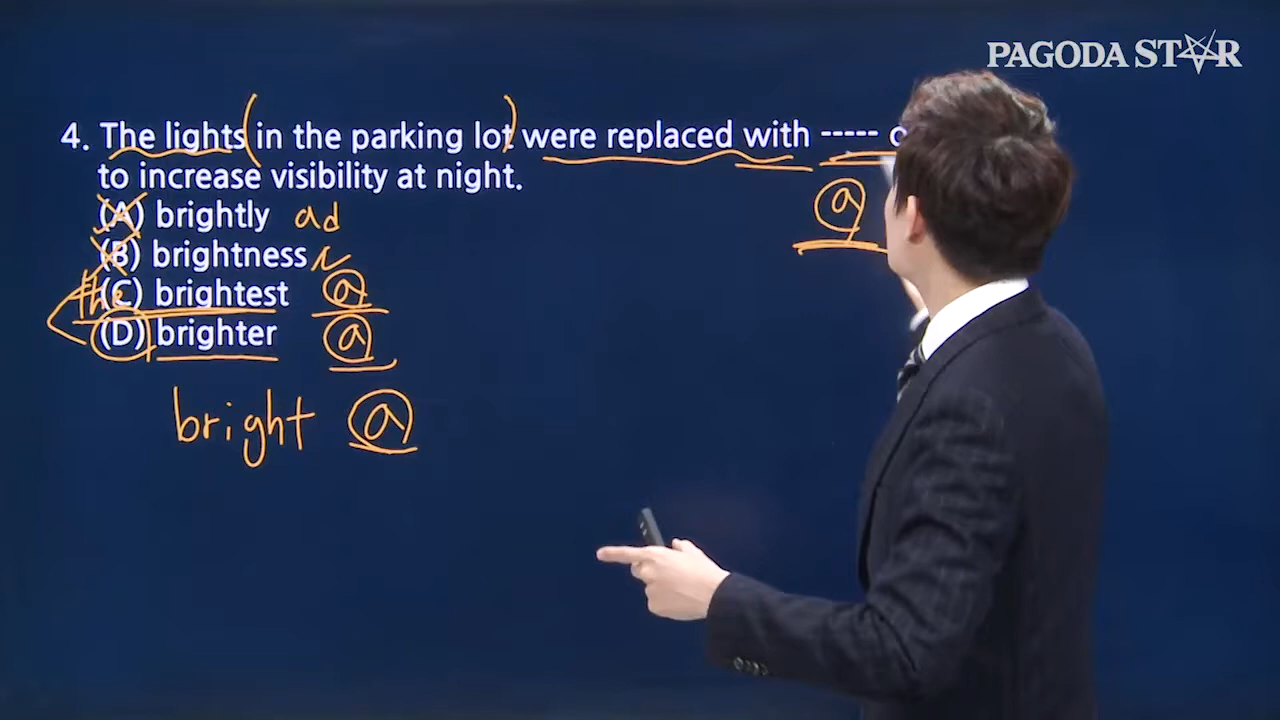 PAGODA STAR
4. The lights (in the parking lot) were replaced with -----
to increase visibility at night.
a
(A) brightly ad
(B) brightness n
the (C) brightest a
(D) brighter a
bright a